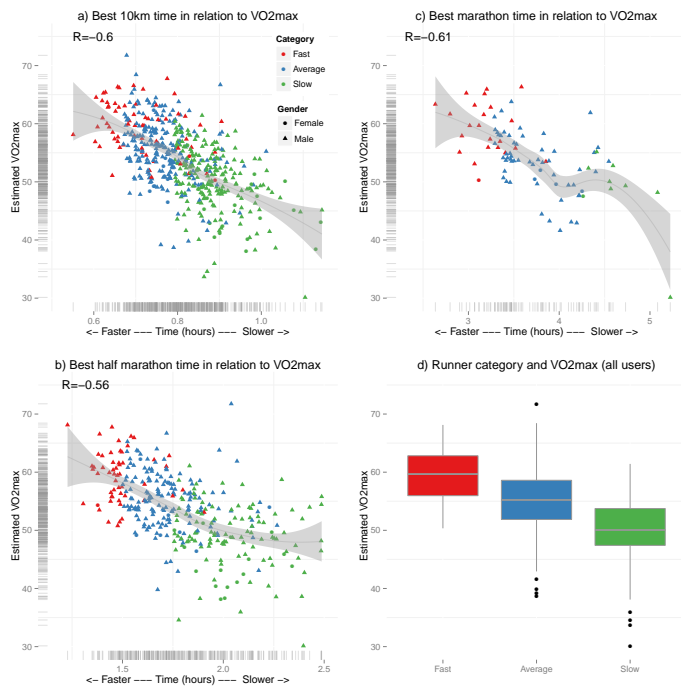 a) Best 10km time in relation to VO2max
R=−0.6
Category
Fast
Average
Slow
Gender
Female
Male
Estimated VO2max
70
60
50
40
30
0.6 0.8 1.0
<− Faster −−− Time (hours) −−− Slower −>
c) Best marathon time in relation to VO2max
R=−0.61
Estimated VO2max
70
60
50
40
30
3 4 5
<− Faster −−− Time (hours) −−− Slower −>
b) Best half marathon time in relation to VO2max
R=−0.56
Estimated VO2max
70
60
50
40
30
1.5 2.0 2.5
<− Faster −−− Time (hours) −−− Slower −>
d) Runner category and VO2max (all users)
Estimated VO2max
70
60
50
40
30
Fast Average Slow